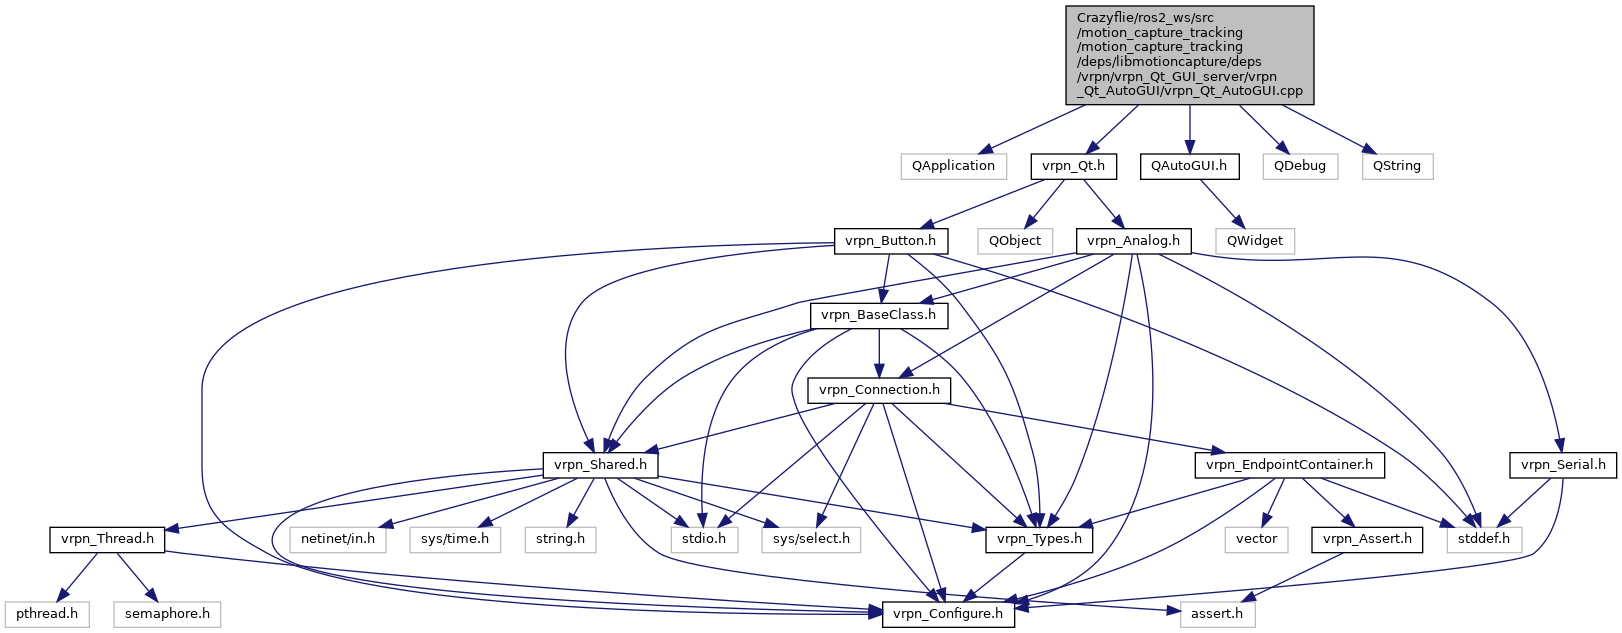 Crazyflie/ros2_ws/src
/motion_capture_tracking
/motion_capture_tracking
/deps/libmotioncapture/deps
/vrpn/vrpn_Qt_GUI_server/vrpn
_Qt_AutoGUI/vrpn_Qt_AutoGUI.cpp
QApplication
vrpn_Qt.h
QAutoGUI.h
QDebug
QString
vrpn_Button.h
QObject
vrpn_Analog.h
QWidget
vrpn_BaseClass.h
vrpn_Connection.h
vrpn_Shared.h
vrpn_EndpointContainer.h
vrpn_Serial.h
vrpn_Thread.h
netinet/in.h
sys/time.h
string.h
stdio.h
sys/select.h
vrpn_Types.h
vector
vrpn_Assert.h
stddef.h
pthread.h
semaphore.h
vrpn_Configure.h
assert.h